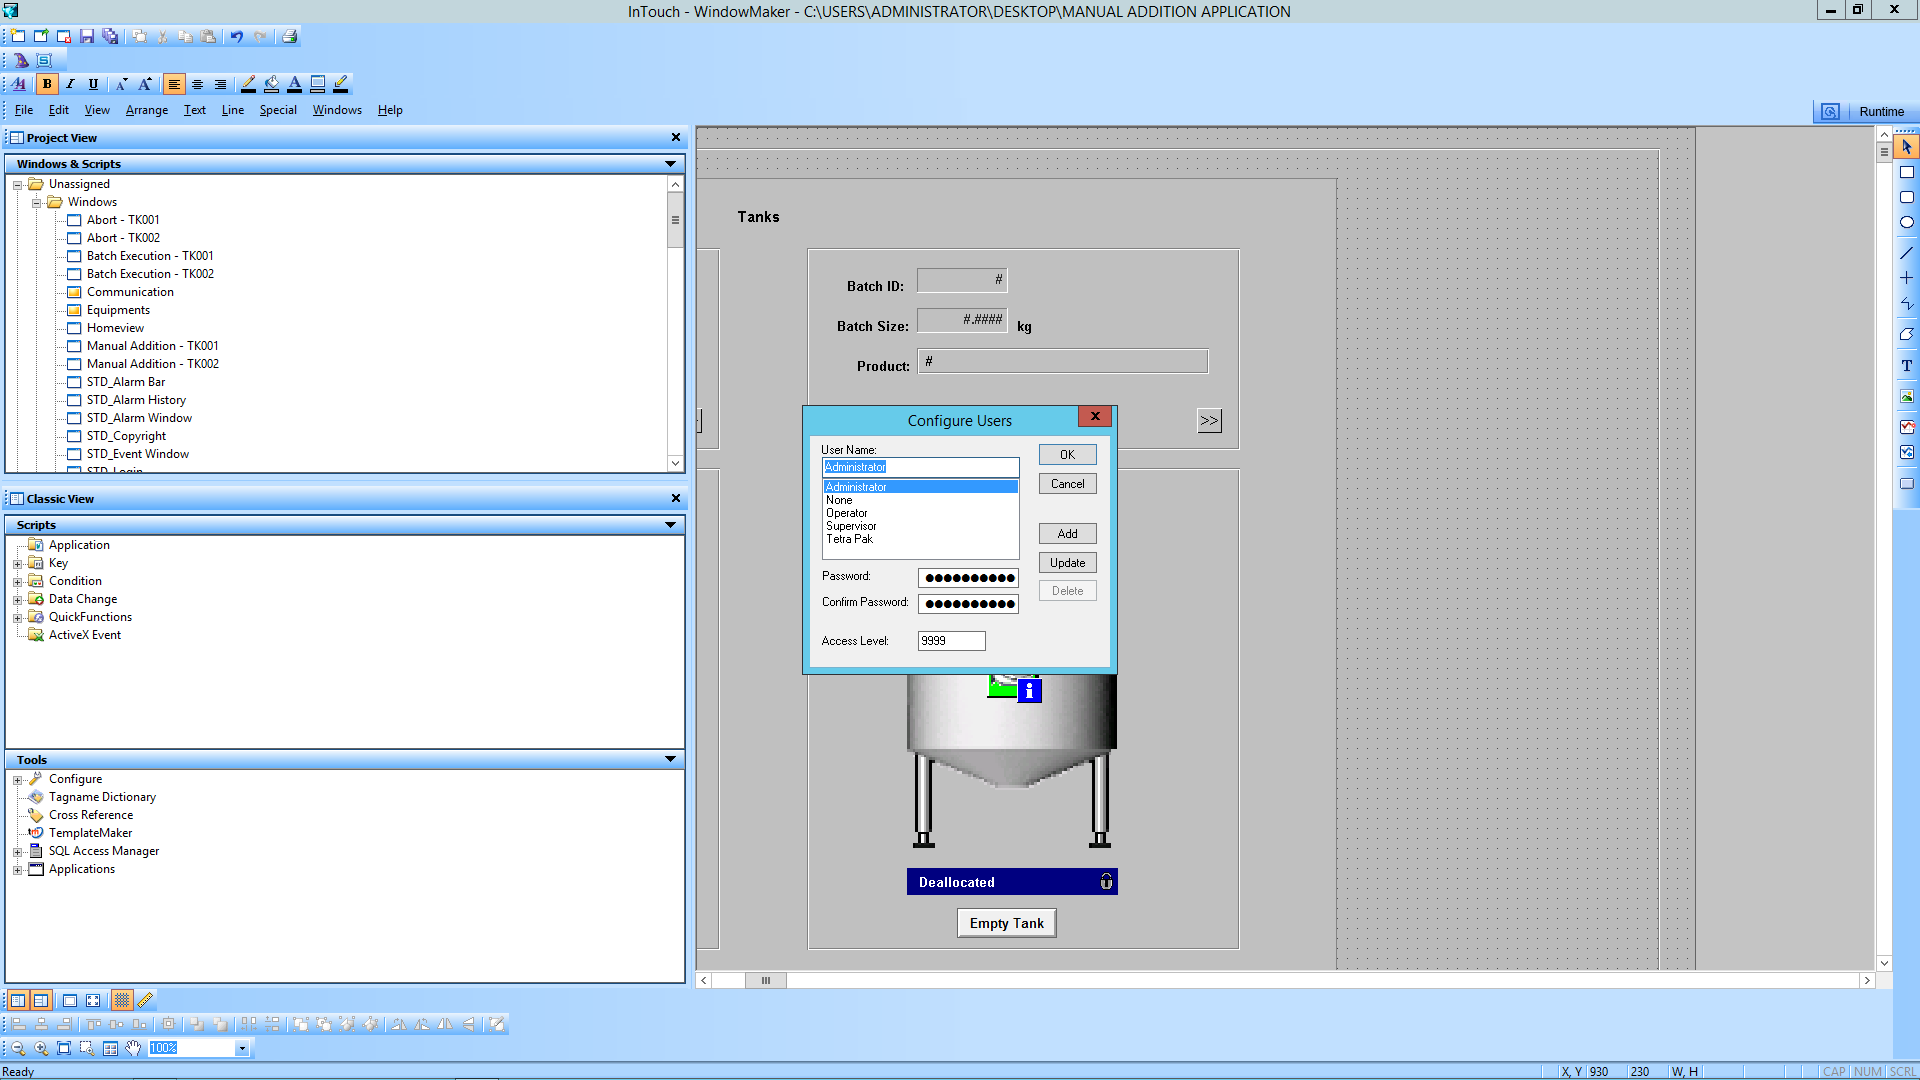 InTouch - WindowMaker - C:\USERS\ADMINISTRATOR\DESKTOP\MANUAL ADDITION APPLICATION
File Edit View Arrange Text Line Special Windows Help
Runtime
Project View
Windows & Scripts
Unassigned
Windows
Abort - TK001
Abort - TK002
Batch Execution - TK001
Batch Execution - TK002
Communication
Equipments
Homeview
Manual Addition - TK001
Manual Addition - TK002
STD_Alarm Bar
STD_Alarm History
STD_Alarm Window
STD_Copyright
STD_Event Window
STD_Login
Classic View
Scripts
Application
Key
Condition
Data Change
QuickFunctions
ActiveX Event
Tools
Configure
Tagname Dictionary
Cross Reference
TemplateMaker
SQL Access Manager
Applications
100%
Ready
Tanks
Batch ID: #
Batch Size: #.#### kg
Product: #
>>
Configure Users
User Name:
Administrator
Administrator
None
Operator
Supervisor
Tetra Pak
OK
Cancel
Add
Update
Delete
Password: ●●●●●●●●●●
Confirm Password: ●●●●●●●●●●
Access Level: 9999
Deallocated
Empty Tank
X, Y 930 230 W, H CAP NUM SCRL